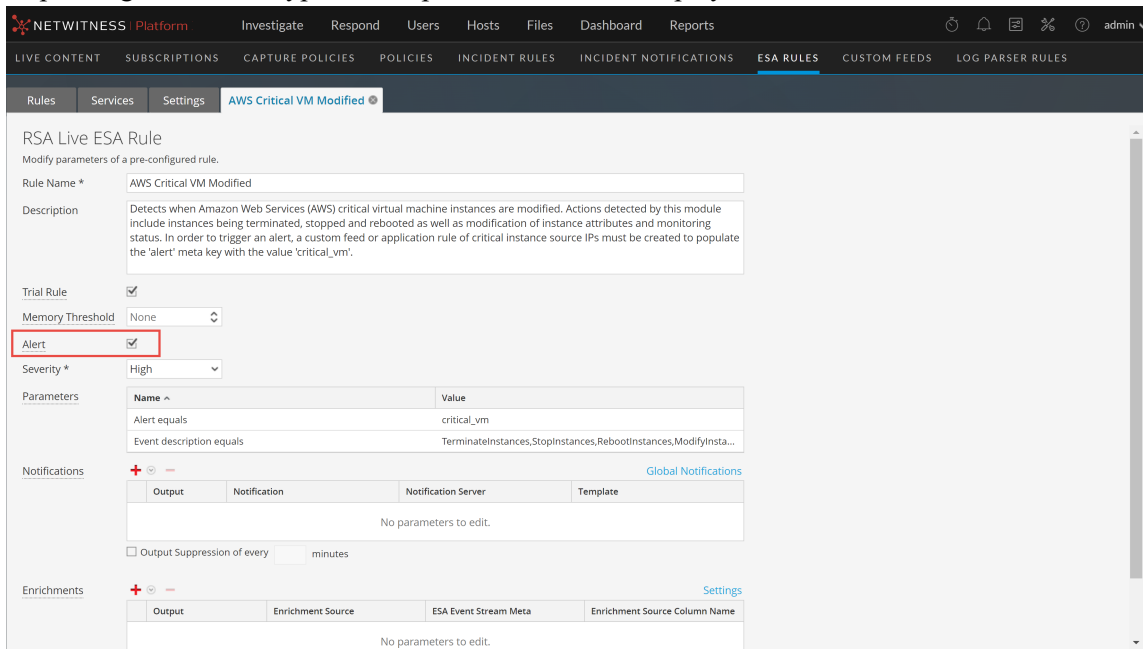 NETWITNESS | Platform Investigate Respond Users Hosts Files Dashboard Reports admin
LIVE CONTENT SUBSCRIPTIONS CAPTURE POLICIES POLICIES INCIDENT RULES INCIDENT NOTIFICATIONS ESA RULES CUSTOM FEEDS LOG PARSER RULES
Rules Services Settings AWS Critical VM Modified
RSA Live ESA Rule
Modify parameters of a pre-configured rule.
Rule Name * AWS Critical VM Modified
Description Detects when Amazon Web Services (AWS) critical virtual machine instances are modified. Actions detected by this module
include instances being terminated, stopped and rebooted as well as modification of instance attributes and monitoring
status. In order to trigger an alert, a custom feed or application rule of critical instance source IPs must be created to populate
the 'alert' meta key with the value 'critical_vm'.
Trial Rule
Memory Threshold None
Alert
Severity * High
Parameters Name Value
Alert equals critical_vm
Event description equals TerminateInstances,StopInstances,RebootInstances,ModifyInsta...
Notifications Global Notifications
Output Notification Notification Server Template
No parameters to edit.
Output Suppression of every minutes
Enrichments Settings
Output Enrichment Source ESA Event Stream Meta Enrichment Source Column Name
No parameters to edit.